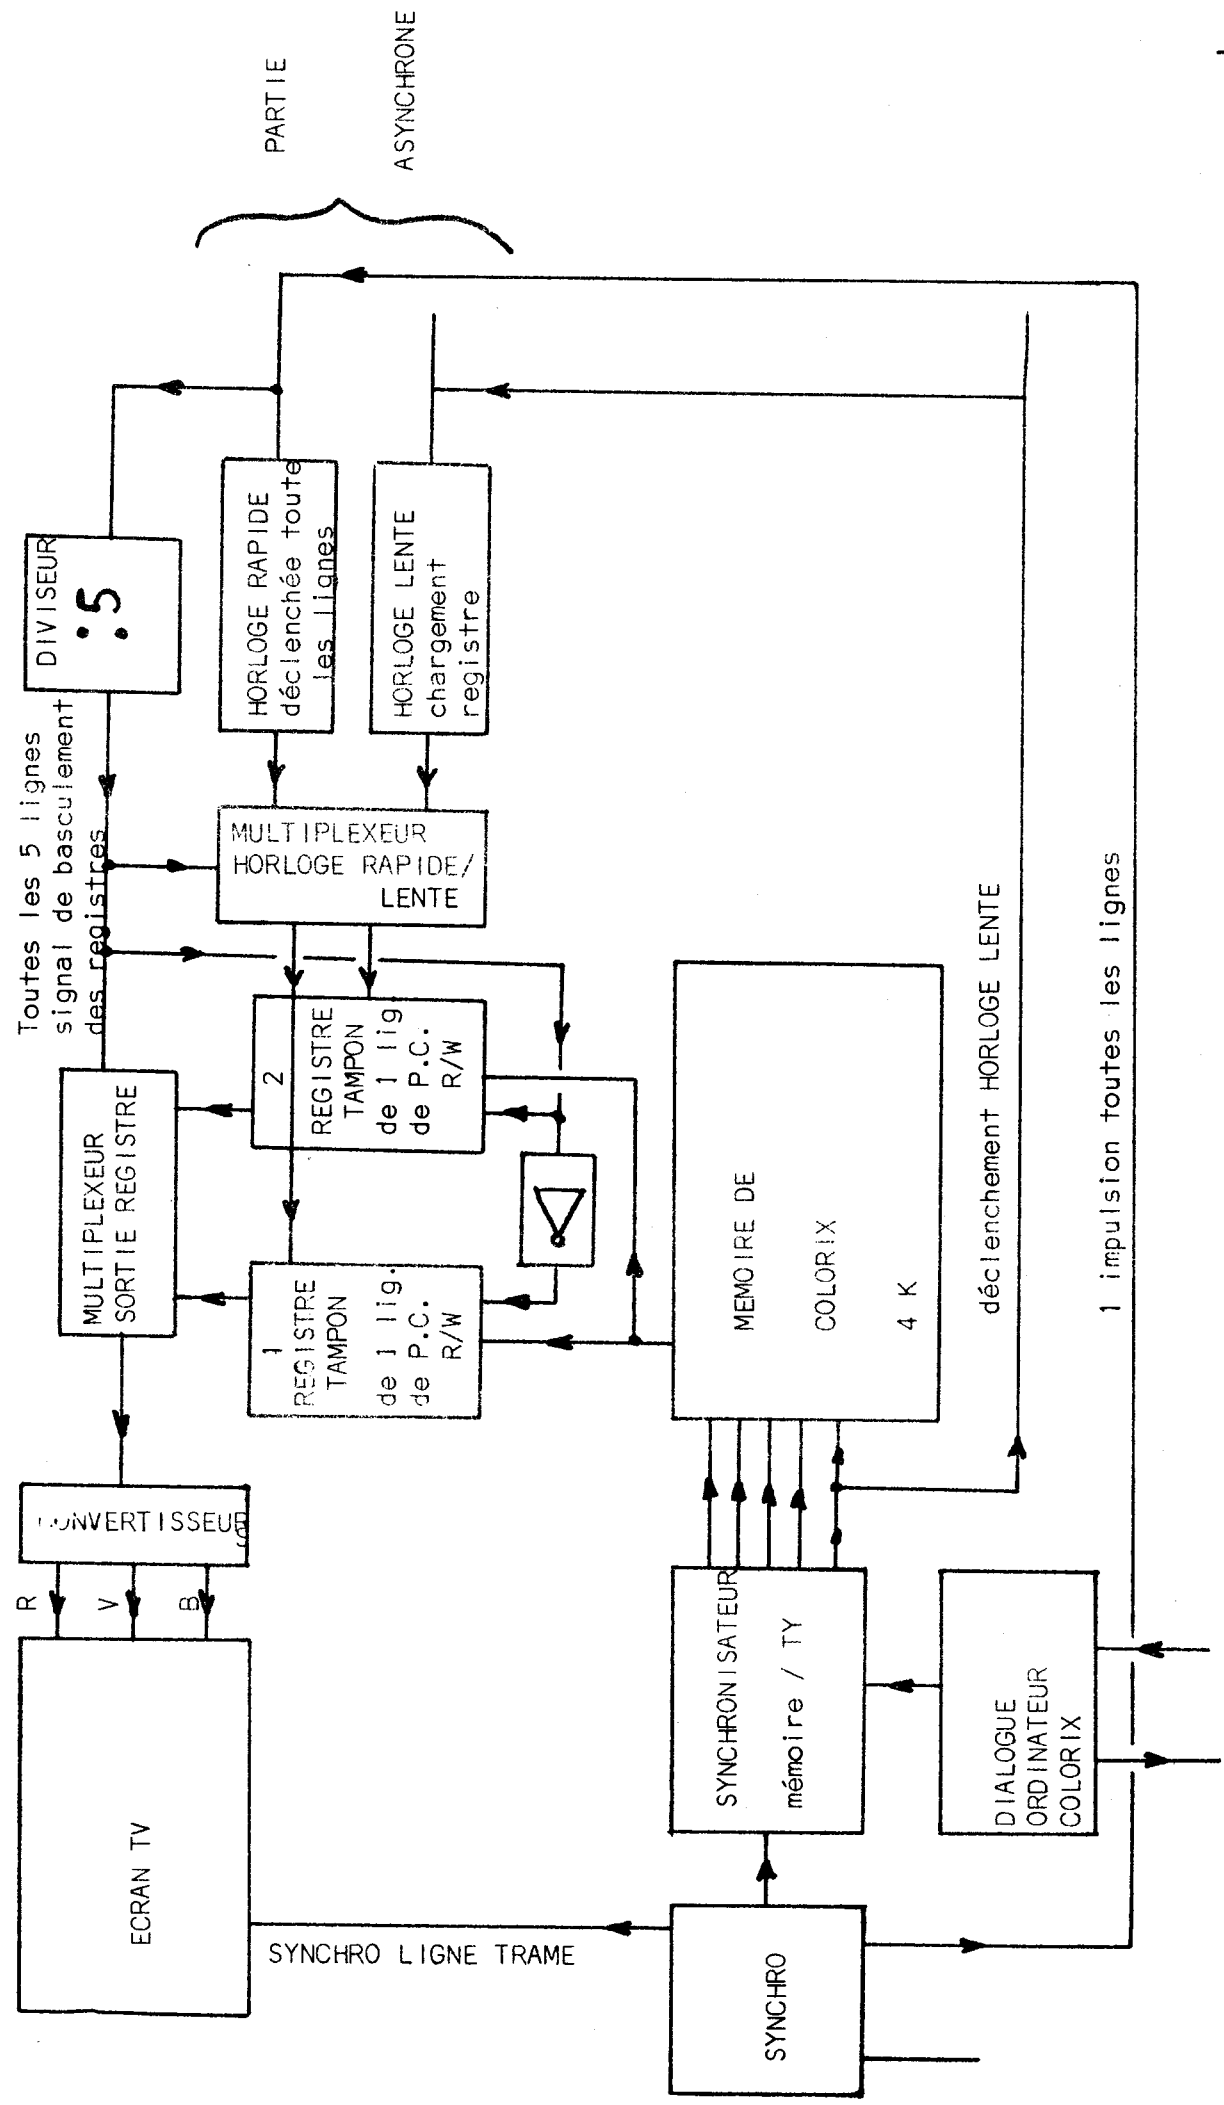 ECRAN TV
R
V
B
CONVERTISSEURS
MULTIPLEXEUR
SORTIE REGISTRE
Toutes les 5 lignes
signal de basculement
des registres
DIVISEUR
:5
1
REGISTRE
TAMPON
de 1 lig.
de P.C.
R/W
2
REGISTRE
TAMPON
de 1 lig
de P.C.
R/W
MULTIPLEXEUR
HORLOGE RAPIDE/
LENTE
HORLOGE RAPIDE
déclenchée toute
les lignes
HORLOGE LENTE
chargement
registre
PARTIE
ASYNCHRONE
SYNCHRO LIGNE TRAME
SYNCHRO
SYNCHRONISATEUR
mémoire / TY
MEMOIRE DE
COLORIX
4 K
DIALOGUE
ORDINATEUR
COLORIX
déclenchement HORLOGE LENTE
1 impulsion toutes les lignes